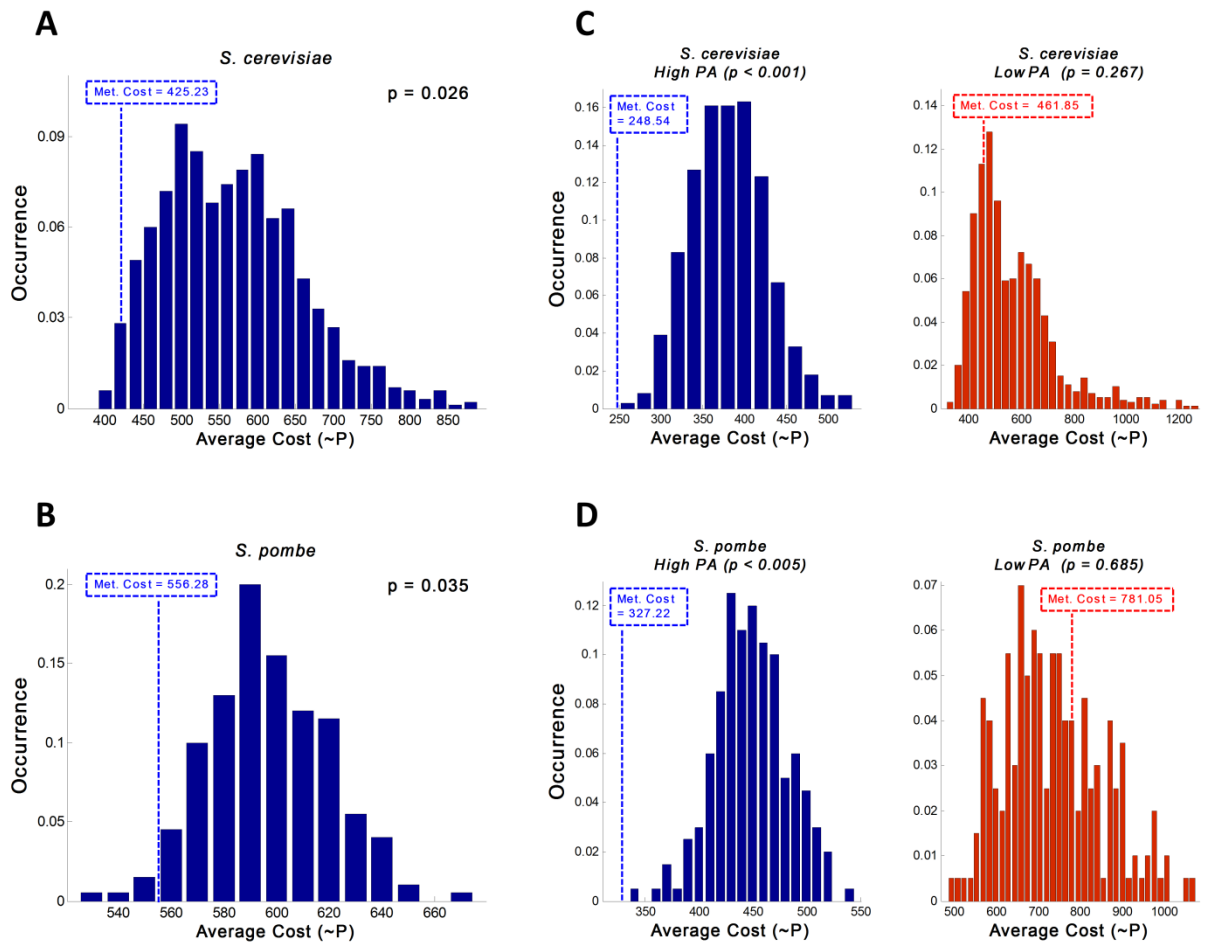 A
S. cerevisiae
Met. Cost = 425.23
p = 0.026
0.09
0.06
0.03
0
Occurrence
400 450 500 550 600 650 700 750 800 850
Average Cost (~P)
C
S. cerevisiae
High PA (p < 0.001)
Met. Cost
= 248.54
0.16
0.14
0.12
0.1
0.08
0.06
0.04
0.02
0
Occurrence
250 300 350 400 450 500
Average Cost (~P)
S. cerevisiae
Low PA (p = 0.267)
Met. Cost = 461.85
0.14
0.12
0.1
0.08
0.06
0.04
0.02
0
400 600 800 1000 1200
Average Cost (~P)
B
S. pombe
Met. Cost = 556.28
p = 0.035
0.2
0.15
0.1
0.05
0
Occurrence
540 560 580 600 620 640 660
Average Cost (~P)
D
S. pombe
High PA (p < 0.005)
Met. Cost
= 327.22
0.12
0.1
0.08
0.06
0.04
0.02
0
Occurrence
350 400 450 500 550
Average Cost (~P)
S. pombe
Low PA (p = 0.685)
Met. Cost = 781.05
0.07
0.06
0.05
0.04
0.03
0.02
0.01
0
500 600 700 800 900 1000
Average Cost (~P)